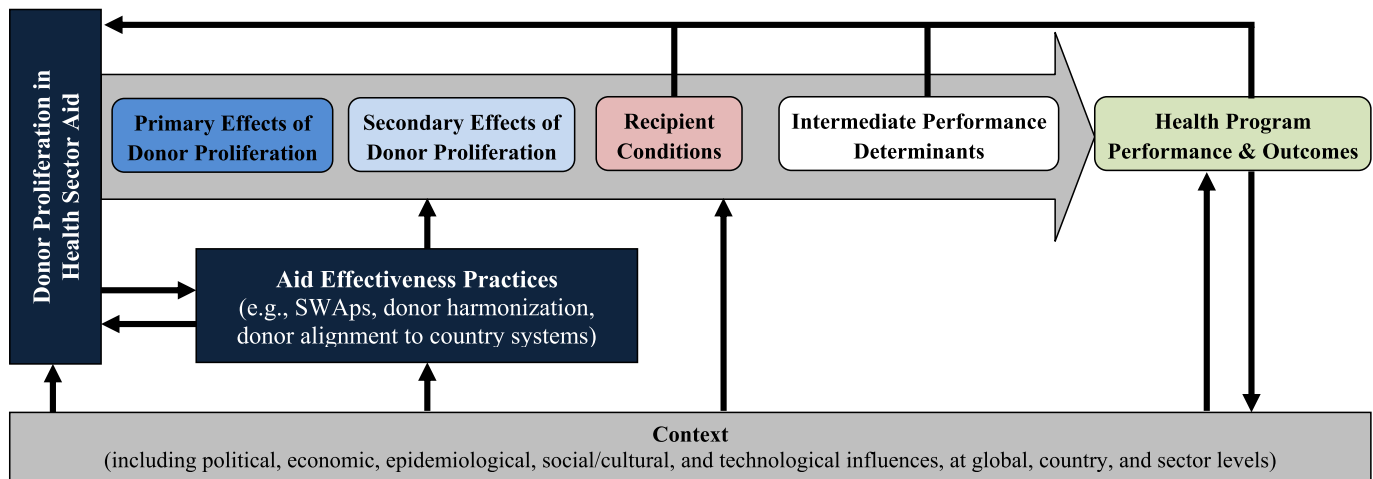 Donor Proliferation in
Health Sector Aid
Primary Effects of
Donor Proliferation
Secondary Effects of
Donor Proliferation
Recipient
Conditions
Intermediate Performance
Determinants
Health Program
Performance & Outcomes
Aid Effectiveness Practices
(e.g., SWAps, donor harmonization,
donor alignment to country systems)
Context
(including political, economic, epidemiological, social/cultural, and technological influences, at global, country, and sector levels)